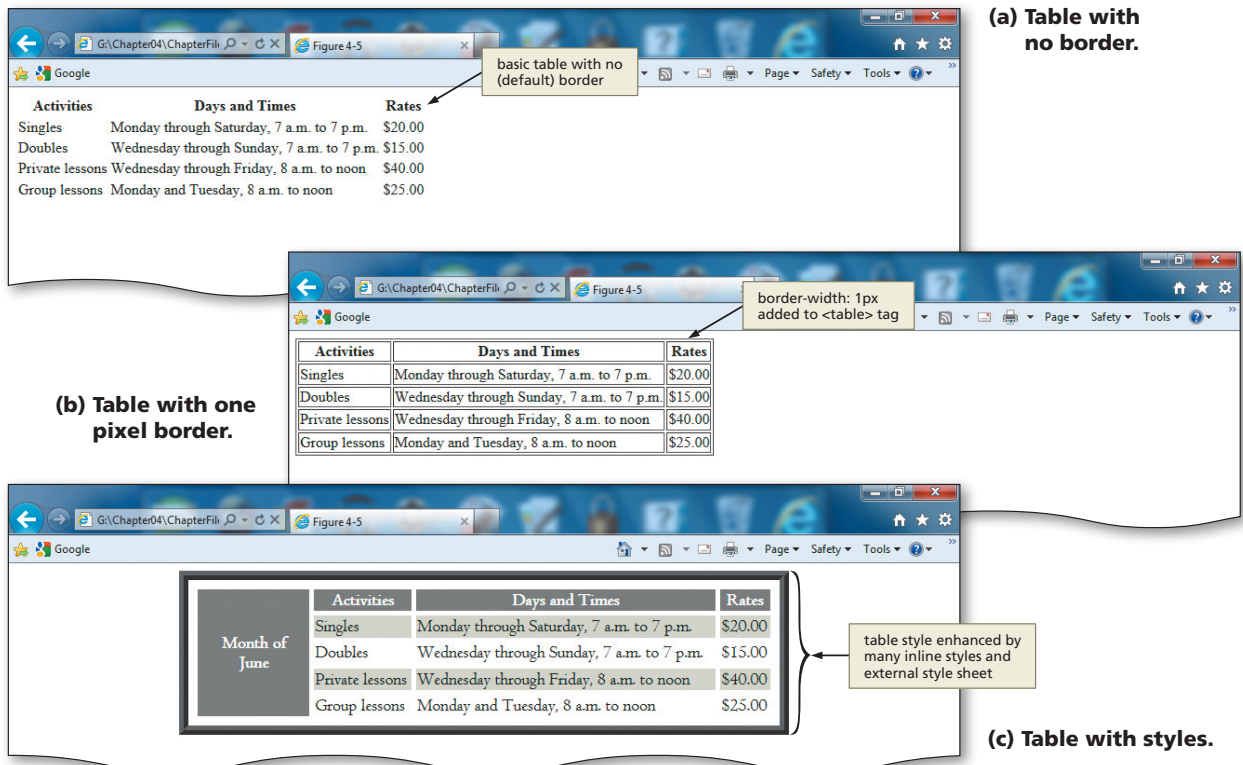 (a) Table with
no border.
G:\Chapter04\ChapterFil
Figure 4-5
Google
Page Safety Tools
basic table with no
(default) border
Activities Days and Times Rates
Singles Monday through Saturday, 7 a.m. to 7 p.m. $20.00
Doubles Wednesday through Sunday, 7 a.m. to 7 p.m. $15.00
Private lessons Wednesday through Friday, 8 a.m. to noon $40.00
Group lessons Monday and Tuesday, 8 a.m. to noon $25.00
(b) Table with one
pixel border.
G:\Chapter04\ChapterFil
Figure 4-5
Google
Page Safety Tools
border-width: 1px
added to <table> tag
Activities Days and Times Rates
Singles Monday through Saturday, 7 a.m. to 7 p.m. $20.00
Doubles Wednesday through Sunday, 7 a.m. to 7 p.m. $15.00
Private lessons Wednesday through Friday, 8 a.m. to noon $40.00
Group lessons Monday and Tuesday, 8 a.m. to noon $25.00
G:\Chapter04\ChapterFil
Figure 4-5
Google
Page Safety Tools
Month of
June
Activities Days and Times Rates
Singles Monday through Saturday, 7 a.m. to 7 p.m. $20.00
Doubles Wednesday through Sunday, 7 a.m. to 7 p.m. $15.00
Private lessons Wednesday through Friday, 8 a.m. to noon $40.00
Group lessons Monday and Tuesday, 8 a.m. to noon $25.00
table style enhanced by
many inline styles and
external style sheet
(c) Table with styles.